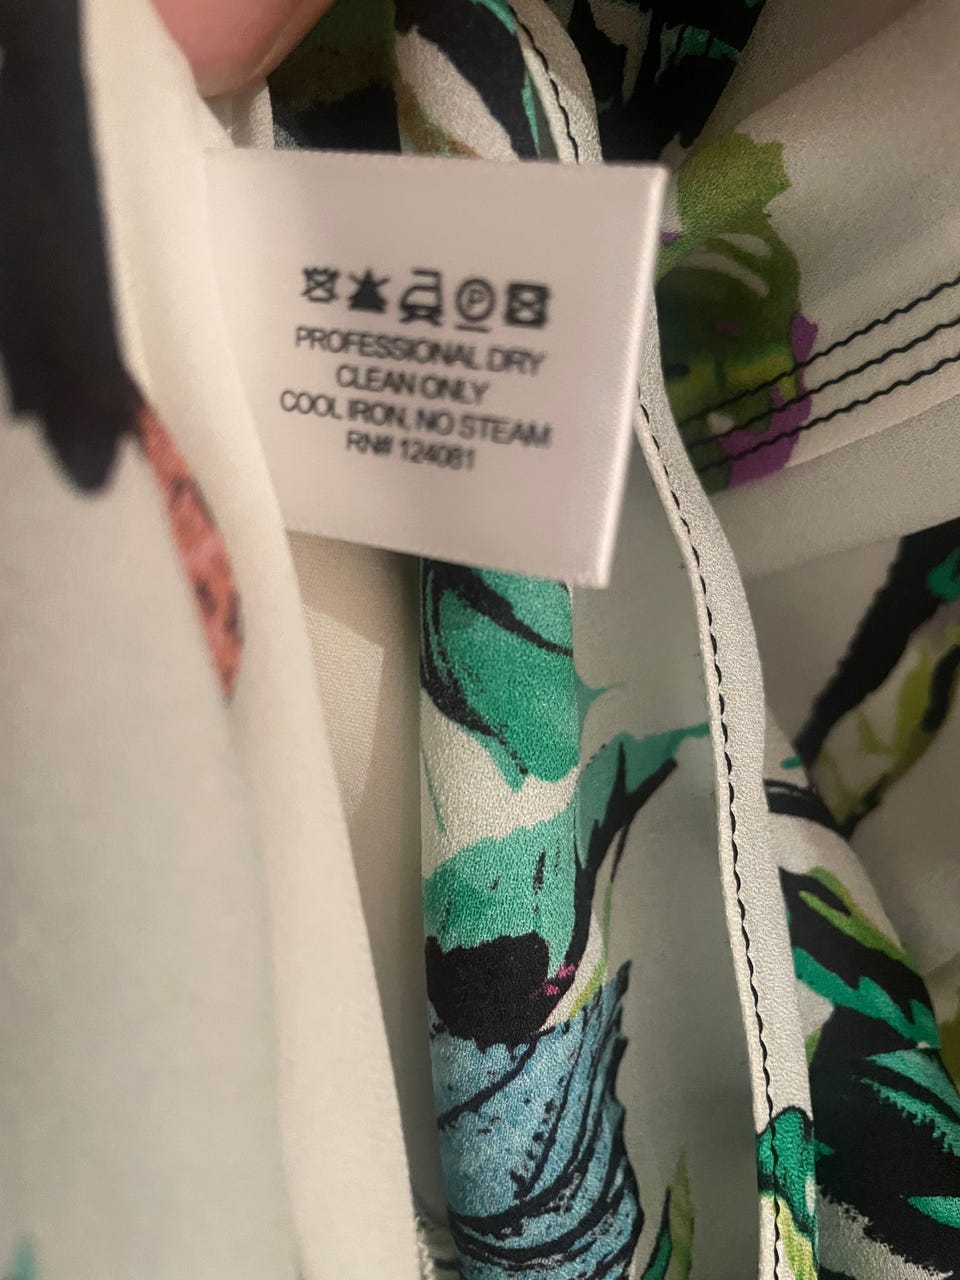 P
PROFESSIONAL DRY
CLEAN ONLY
COOL IRON, NO STEAM
RN# 124081